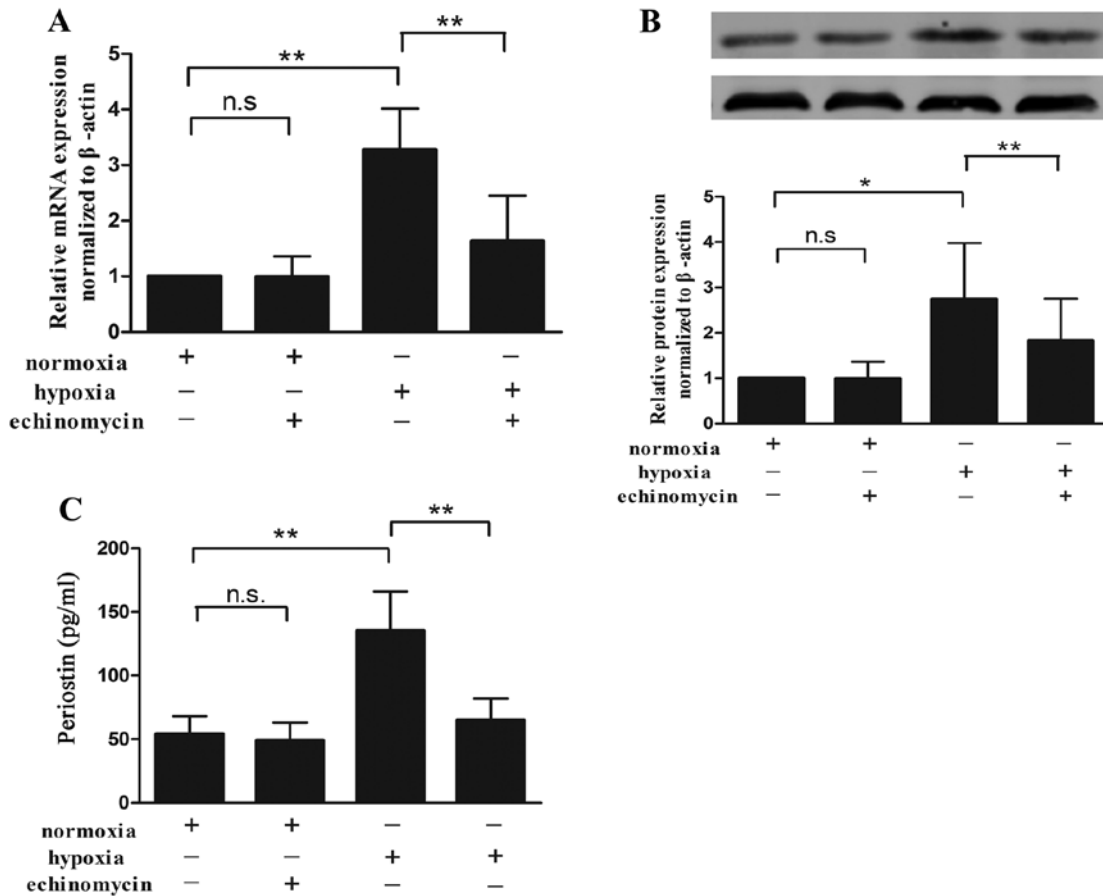 A
**
**
n.s
Relative mRNA expression
normalized to β -actin
5
4
3
2
1
0
normoxia + + − −
hypoxia − − + +
echinomycin − + − +
B
**
*
n.s
Relative protein expression
normalized to β -actin
5
4
3
2
1
0
normoxia + + − −
hypoxia − − + +
echinomycin − + − +
C
**
**
n.s.
Periostin (pg/ml)
200
150
100
50
0
normoxia + + − −
hypoxia − − + +
echinomycin − + − −